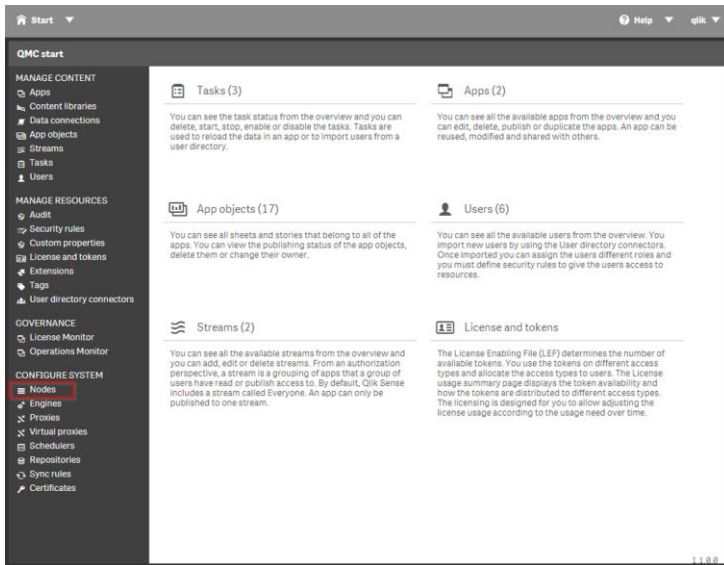 Start
Help
qlik
QMC start
MANAGE CONTENT
Apps
Content libraries
Data connections
App objects
Streams
Tasks
Users
MANAGE RESOURCES
Audit
Security rules
Custom properties
License and tokens
Extensions
Tags
User directory connectors
GOVERNANCE
License Monitor
Operations Monitor
CONFIGURE SYSTEM
Nodes
Engines
Proxies
Virtual proxies
Schedulers
Repositories
Sync rules
Certificates
Tasks (3)
You can see the task status from the overview and you can
delete, start, stop, enable or disable the tasks. Tasks are
used to reload the data in an app or to import users from a
user directory.
Apps (2)
You can see all the available apps from the overview and you
can edit, delete, publish or duplicate the apps. An app can be
reused, modified and shared with others.
App objects (17)
You can see all sheets and stories that belong to all of the
apps. You can view the publishing status of the app objects,
delete them or change their owner.
Users (6)
You can see all the available users from the overview. You
import new users by using the User directory connectors.
Once imported you can assign the users different roles and
you must define security rules to give the users access to
resources.
Streams (2)
You can see all the available streams from the overview and
you can add, edit or delete streams. From an authorization
perspective, a stream is a grouping of apps that a group of
users have read or publish access to. By default, Qlik Sense
includes a stream called Everyone. An app can only be
published to one stream.
License and tokens
The License Enabling File (LEF) determines the number of
available tokens. You use the tokens on different access
types and allocate the access types to users. The License
usage summary page displays the token availability and
how the tokens are distributed to different access types.
The licensing is designed for you to allow adjusting the
license usage according to the usage need over time.
1.1.0.0